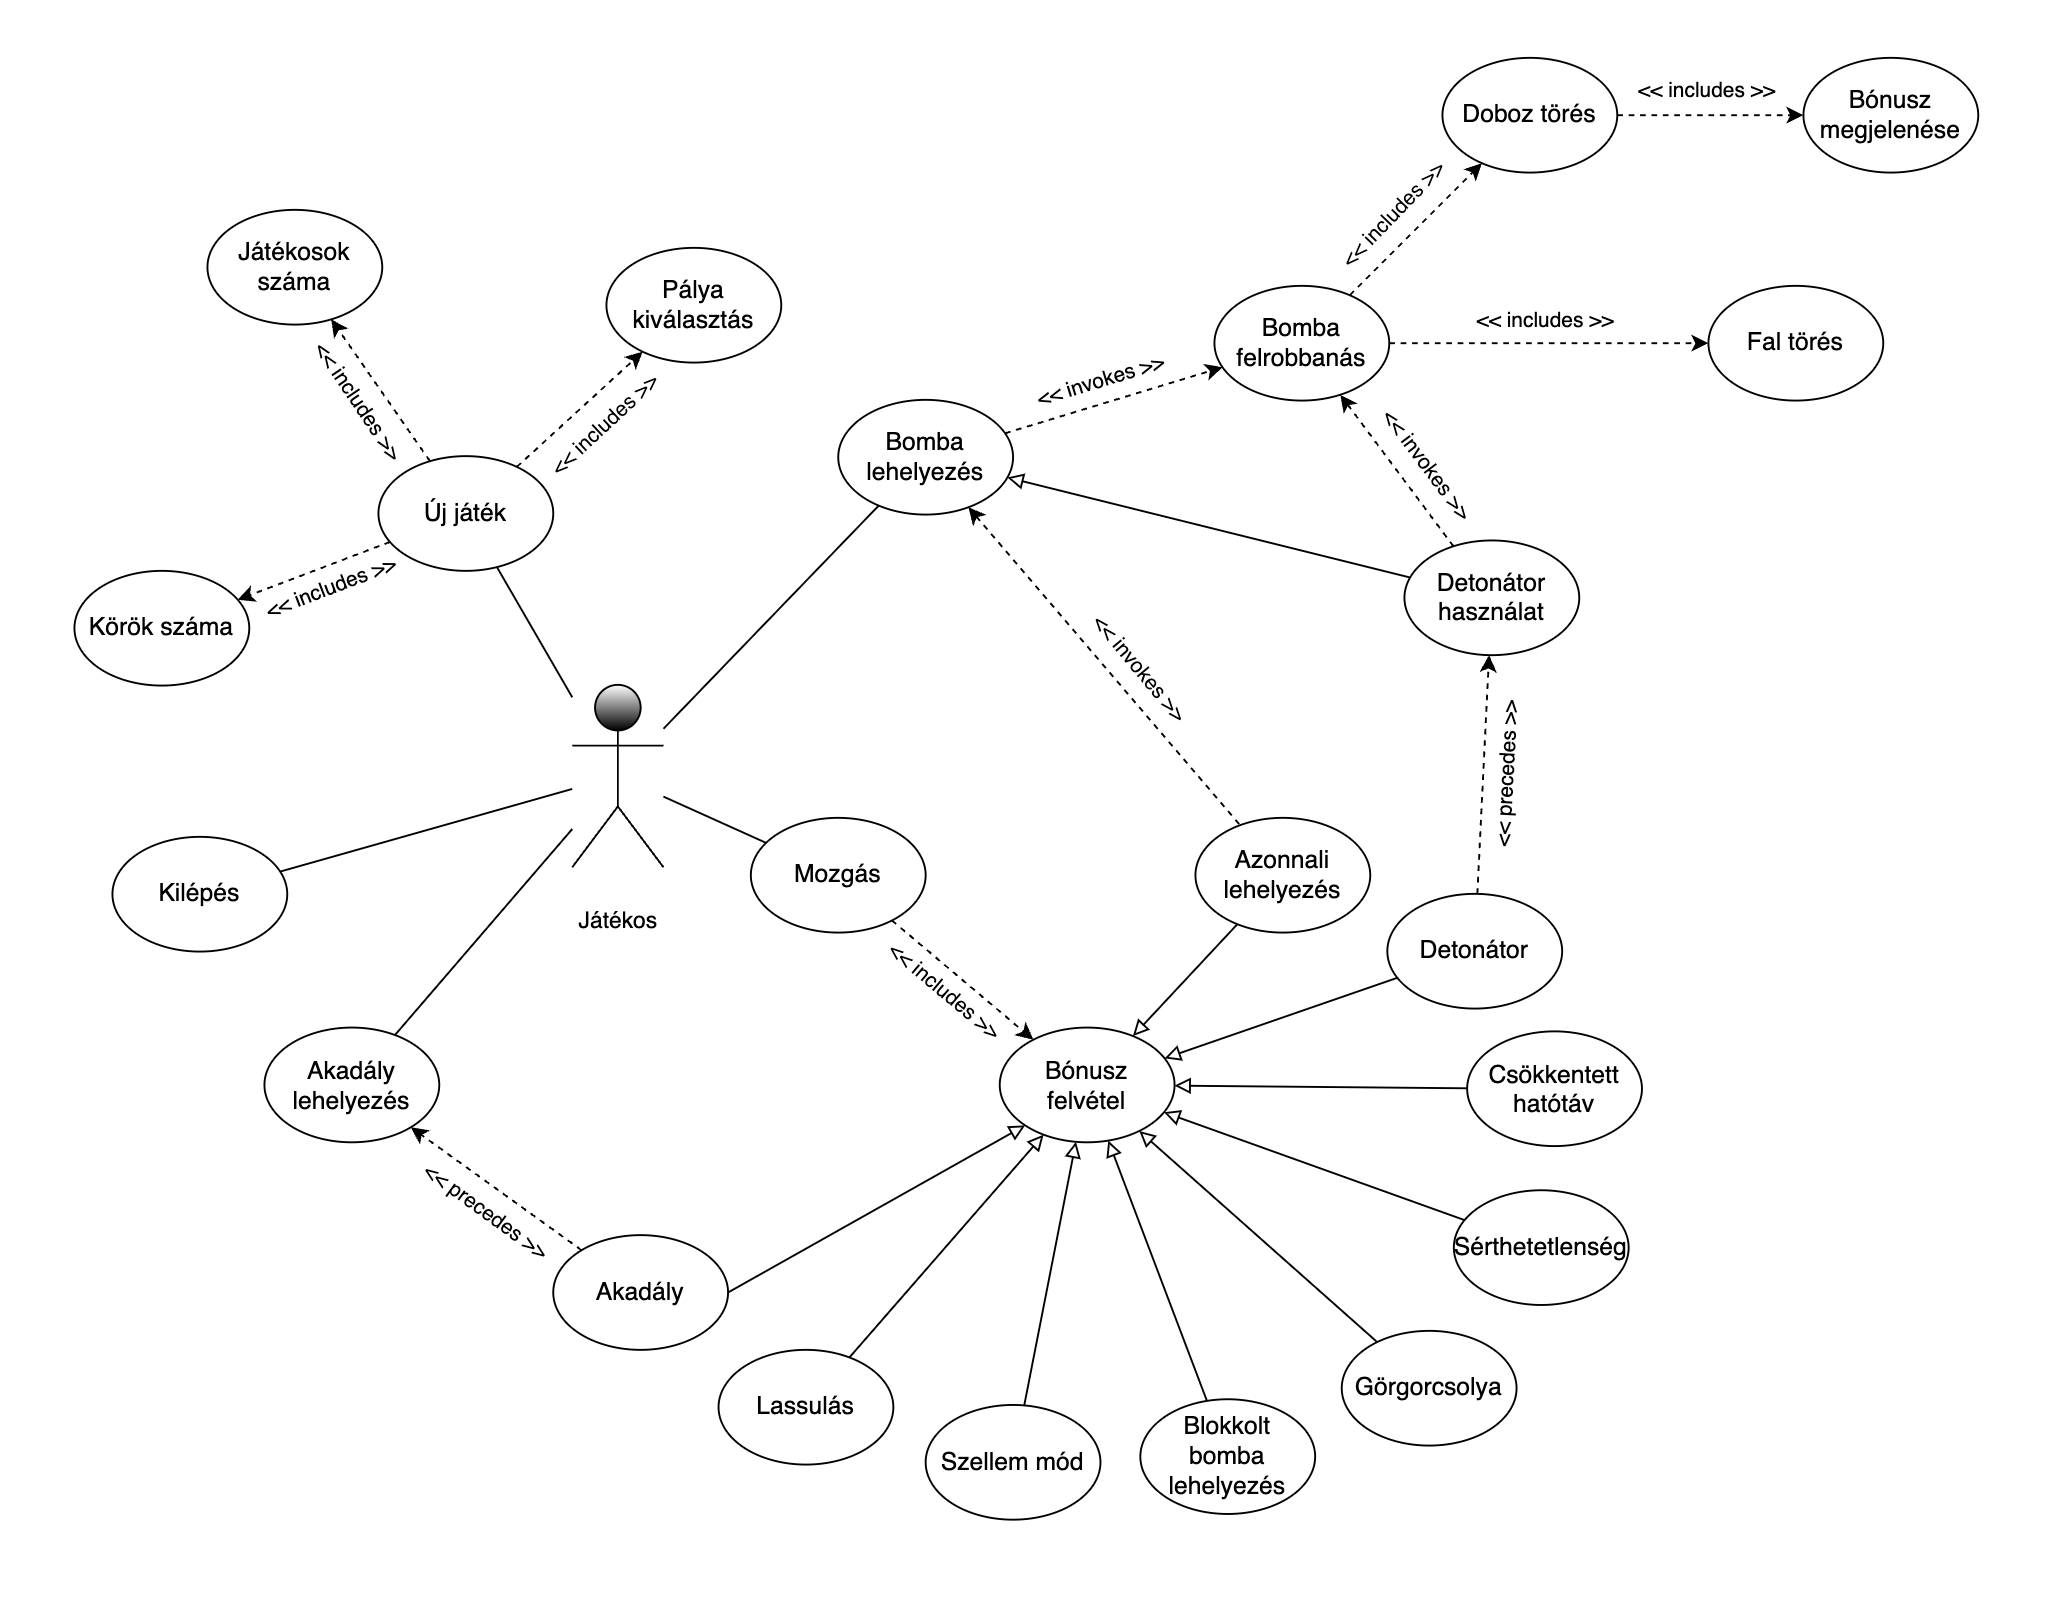 Doboz törés
<< includes >>
Bónusz
megjelenése
<< includes >>
Játékosok
száma
Pálya
kiválasztás
Bomba
felrobbanás
<< includes >>
Fal törés
<< includes >>
<< includes >>
<< invokes >>
<< invokes >>
Új játék
Bomba
lehelyezés
<< includes >>
Körök száma
Detonátor
használat
<< invokes >>
<< precedes >>
Kilépés
Játékos
Mozgás
Azonnali
lehelyezés
Detonátor
<< includes >>
Akadály
lehelyezés
Bónusz
felvétel
Csökkentett
hatótáv
<< precedes >>
Sérthetetlenség
Akadály
Lassulás
Szellem mód
Blokkolt
bomba
lehelyezés
Görgorcsolya